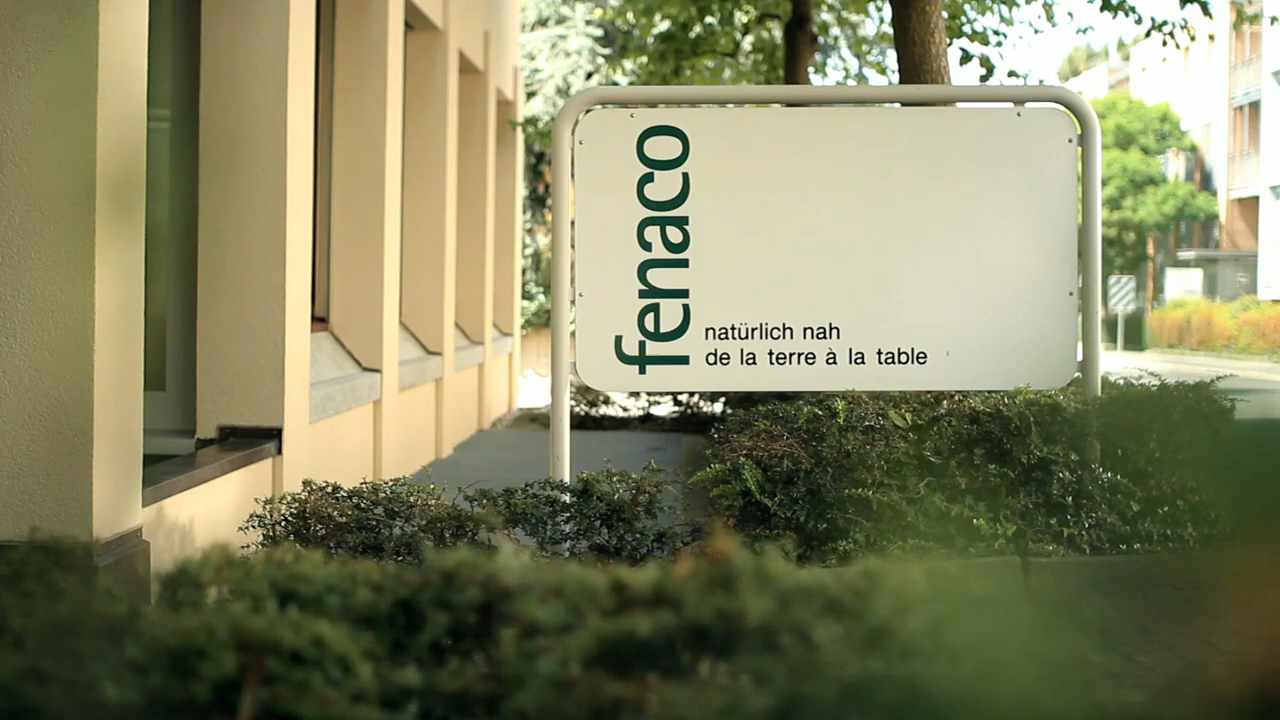 fenaco
natürlich nah
de la terre à la table